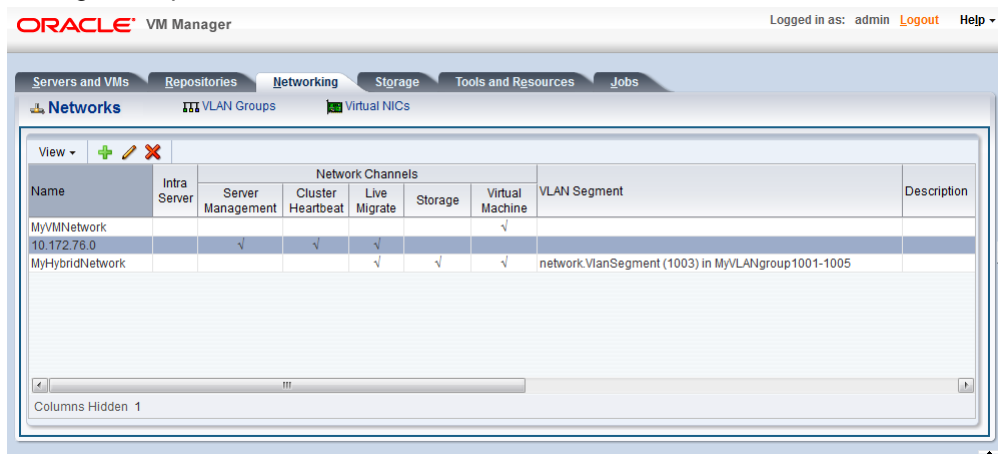 ORACLE VM Manager Logged in as: admin Logout Help
Servers and VMs Repositories Networking Storage Tools and Resources Jobs
Networks VLAN Groups Virtual NICs
View
Name Intra Server Network Channels VLAN Segment Description
Server Management Cluster Heartbeat Live Migrate Storage Virtual Machine
MyVMNetwork √
10.172.76.0 √ √ √
MyHybridNetwork √ √ √ network.VlanSegment (1003) in MyVLANgroup1001-1005
Columns Hidden 1